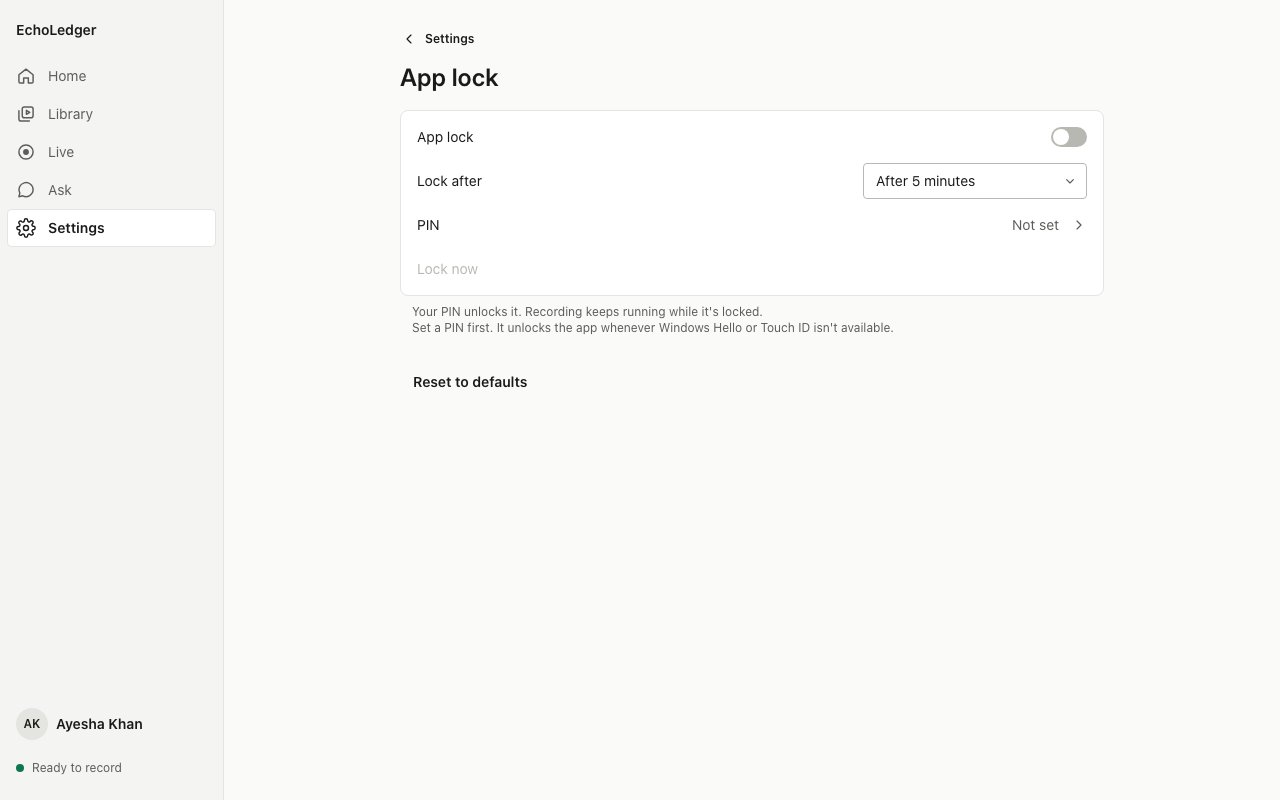 EchoLedger
Home
Library
Live
Ask
Settings
AK
Ayesha Khan
Ready to record
Settings
App lock
App lock
Lock after
After 5 minutes
PIN
Not set
Lock now
Your PIN unlocks it. Recording keeps running while it's locked.
Set a PIN first. It unlocks the app whenever Windows Hello or Touch ID isn't available.
Reset to defaults